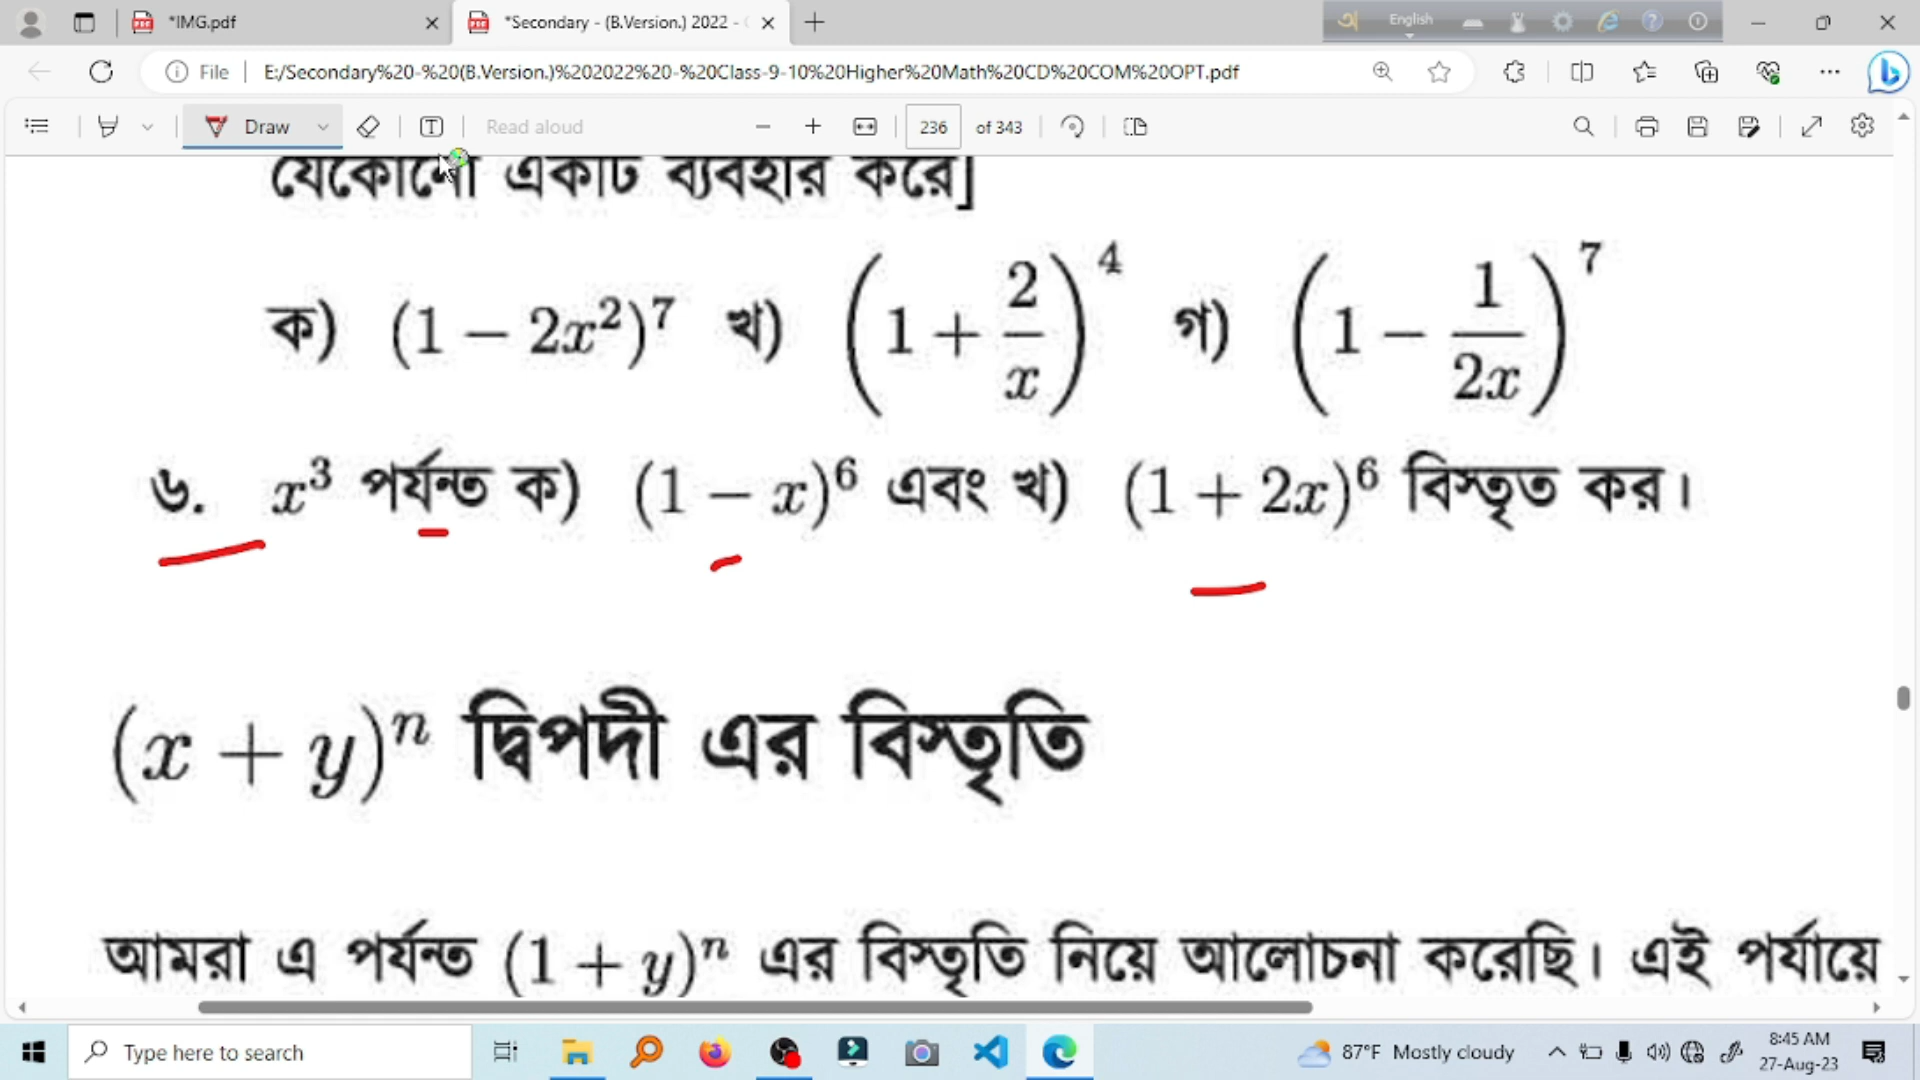 *IMG.pdf
*Secondary - (B.Version.) 2022 -
English
File
E:/Secondary%20-%20(B.Version.)%202022%20-%20Class-9-10%20Higher%20Math%20CD%20COM%20OPT.pdf
Draw
Read aloud
236 of 343
যেকোনো একটি ব্যবহার করে]
ক) (1 − 2x²)⁷ খ) (1 + 2/x)⁴ গ) (1 − 1/2x)⁷
৬. x³ পর্যন্ত ক) (1 − x)⁶ এবং খ) (1 + 2x)⁶ বিস্তৃত কর।
(x + y)ⁿ দ্বিপদী এর বিস্তৃতি
আমরা এ পর্যন্ত (1 + y)ⁿ এর বিস্তৃতি নিয়ে আলোচনা করেছি। এই পর্যায়ে
Type here to search
87°F Mostly cloudy
8:45 AM
27-Aug-23